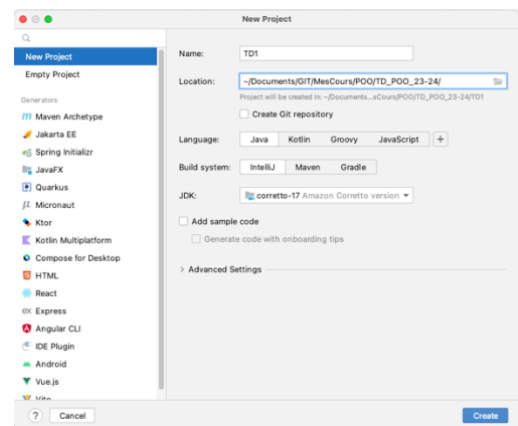 New Project
New Project
Empty Project
Generators
Maven Archetype
Jakarta EE
Spring Initializr
JavaFX
Quarkus
Micronaut
Ktor
Kotlin Multiplatform
Compose for Desktop
HTML
React
ex Express
Angular CLI
IDE Plugin
Android
Vue.js
Vite
Name: TD1
Location: ~/Documents/GIT/MesCours/POO/TD_POO_23-24/
Project will be created in: ~/Documents...sCours/POO/TD_POO_23-24/TD1
Create Git repository
Language: Java Kotlin Groovy JavaScript +
Build system: IntelliJ Maven Gradle
JDK: corretto-17 Amazon Corretto version
Add sample code
Generate code with onboarding tips
> Advanced Settings
? Cancel Create